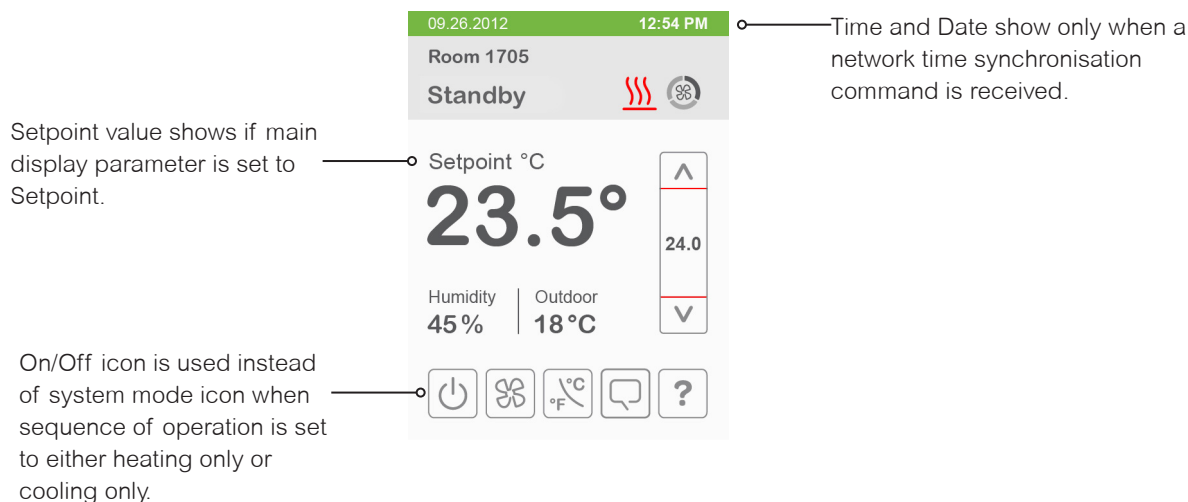 09.26.2012 12:54 PM
Room 1705
Standby
Time and Date show only when a
network time synchronisation
command is received.
Setpoint value shows if main
display parameter is set to
Setpoint.
Setpoint °C
23.5°
24.0
Humidity Outdoor
45% 18°C
On/Off icon is used instead
of system mode icon when
sequence of operation is set
to either heating only or
cooling only.
°C
°F
?